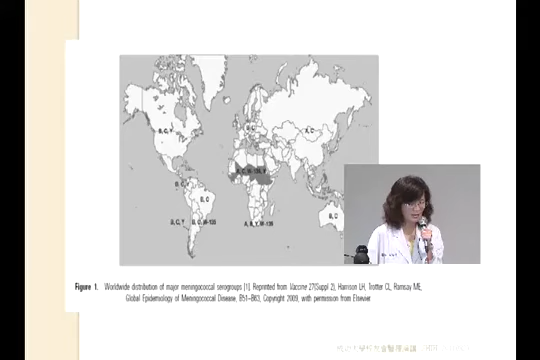 B, C, Y
B, C
A, C
B, C
B, C
B, C, Y
B, C, W-135
A, B, Y, W-135
B, C
Figure 1. Worldwide distribution of major meningococcal serogroups [1]. Reprinted from Vaccine 27(Suppl 2), Harrison LH, Trotter CL, Ramsay ME,
Global Epidemiology of Meningococcal Disease, B51–B63; Copyright 2009, with permission from Elsevier